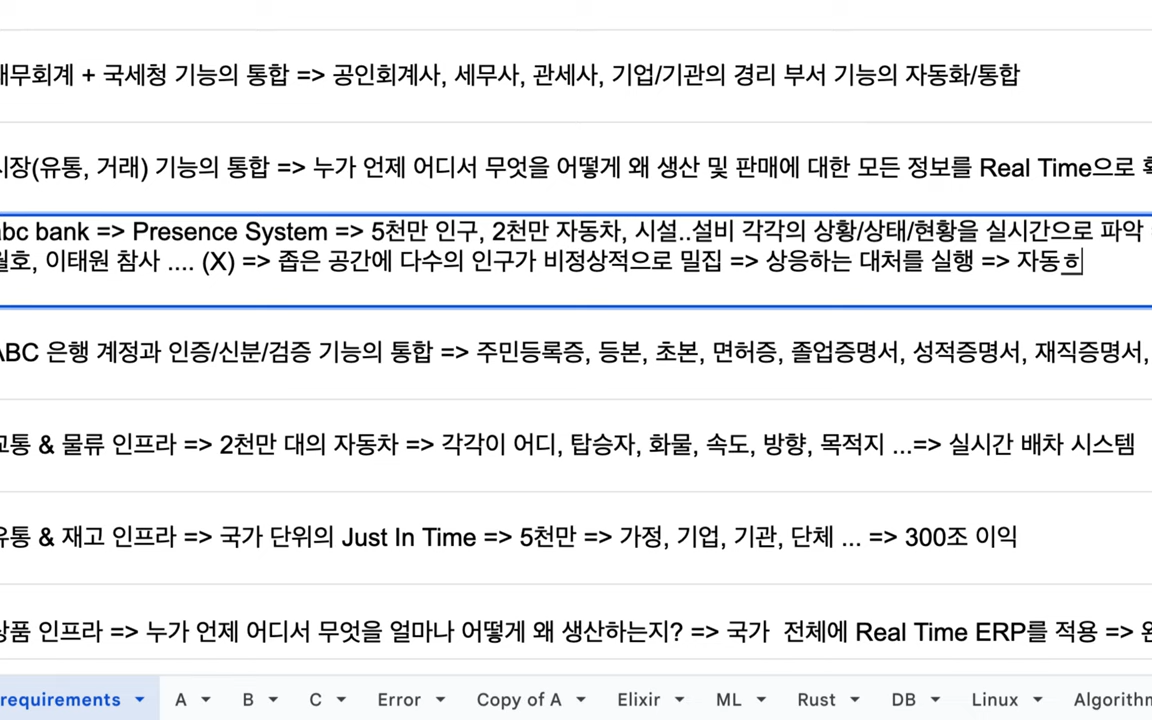 재무회계 + 국세청 기능의 통합 => 공인회계사, 세무사, 관세사, 기업/기관의 경리 부서 기능의 자동화/통합
시장(유통, 거래) 기능의 통합 => 누가 언제 어디서 무엇을 어떻게 왜 생산 및 판매에 대한 모든 정보를 Real Time으로
abc bank => Presence System => 5천만 인구, 2천만 자동차, 시설..설비 각각의 상황/상태/현황을 실시간으로 파악
월호, 이태원 참사 .... (X) => 좁은 공간에 다수의 인구가 비정상적으로 밀집 => 상응하는 대처를 실행 => 자동히
ABC 은행 계정과 인증/신분/검증 기능의 통합 => 주민등록증, 등본, 초본, 면허증, 졸업증명서, 성적증명서, 재직증명서,
교통 & 물류 인프라 => 2천만 대의 자동차 => 각각이 어디, 탑승자, 화물, 속도, 방향, 목적지 ...=> 실시간 배차 시스템
유통 & 재고 인프라 => 국가 단위의 Just In Time => 5천만 => 가정, 기업, 기관, 단체 ... => 300조 이익
상품 인프라 => 누가 언제 어디서 무엇을 얼마나 어떻게 왜 생산하는지? => 국가 전체에 Real Time ERP를 적용 =>
requirements A B C Error Copy of A Elixir ML Rust DB Linux Algorithm